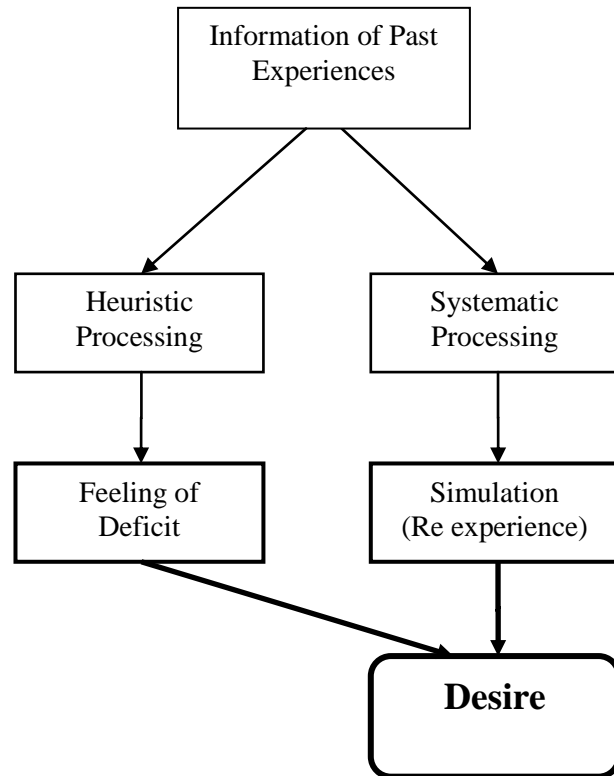 Information of Past
Experiences
Heuristic
Processing
Systematic
Processing
Feeling of
Deficit
Simulation
(Re experience)
Desire